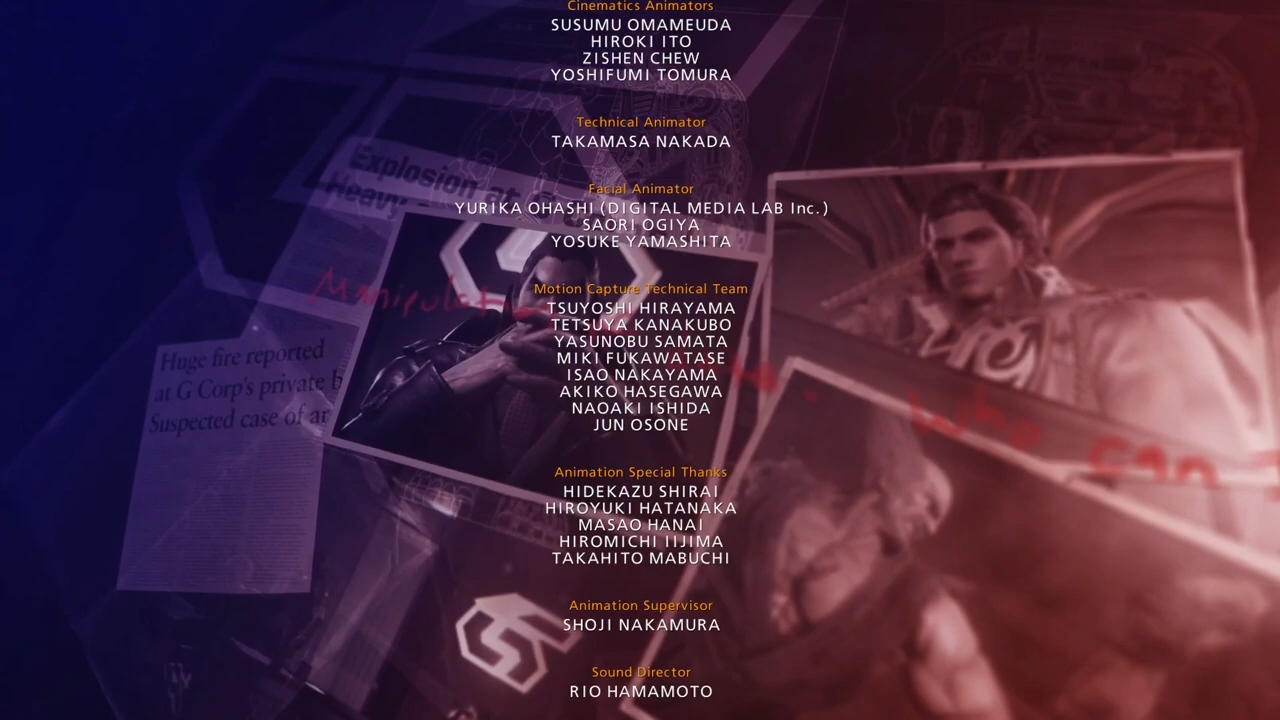 Cinematics Animators
SUSUMU OMAMEUDA
HIROKI ITO
ZISHEN CHEW
YOSHIFUMI TOMURA
Technical Animator
TAKAMASA NAKADA
Explosion at
Heavy
Facial Animator
YURIKA OHASHI (DIGITAL MEDIA LAB Inc.)
SAORI OGIYA
YOSUKE YAMASHITA
Motion Capture Technical Team
TSUYOSHI HIRAYAMA
TETSUYA KANAKUBO
YASUNOBU SAMATA
MIKI FUKAWATASE
ISAO NAKAYAMA
AKIKO HASEGAWA
NAOAKI ISHIDA
JUN OSONE
Huge fire reported
at G Corp's private b
Suspected case of ar
who can
Animation Special Thanks
HIDEKAZU SHIRAI
HIROYUKI HATANAKA
MASAO HANAI
HIROMICHI IIJIMA
TAKAHITO MABUCHI
Animation Supervisor
SHOJI NAKAMURA
Sound Director
RIO HAMAMOTO